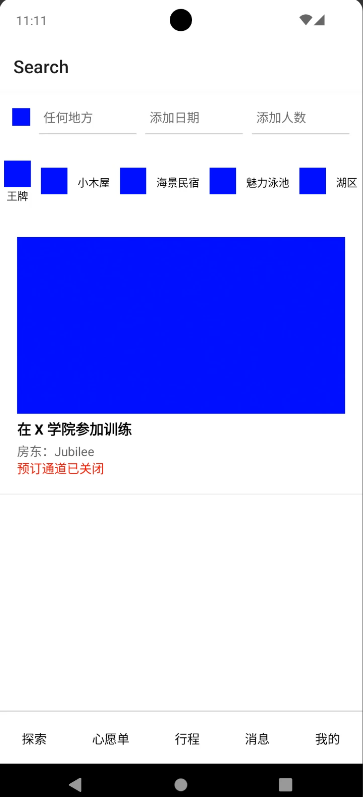 11:11
Search
任何地方 添加日期 添加人数
王牌 小木屋 海景民宿 魅力泳池 湖区
在 X 学院参加训练
房东：Jubilee
预订通道已关闭
探索 心愿单 行程 消息 我的